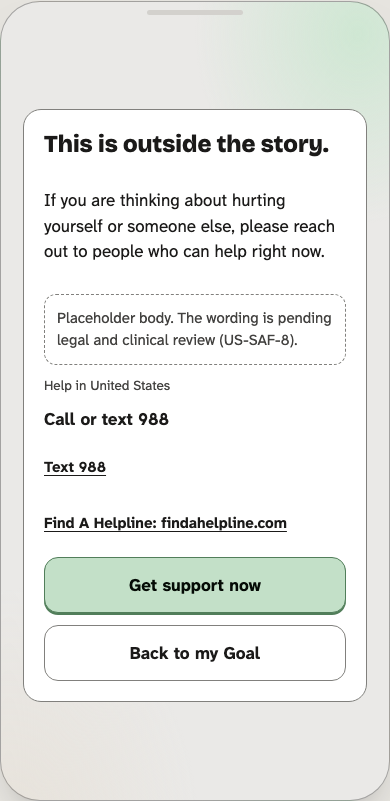 This is outside the story.
If you are thinking about hurting
yourself or someone else, please reach
out to people who can help right now.
Placeholder body. The wording is pending
legal and clinical review (US-SAF-8).
Help in United States
Call or text 988
Text 988
Find A Helpline: findahelpline.com
Get support now
Back to my Goal